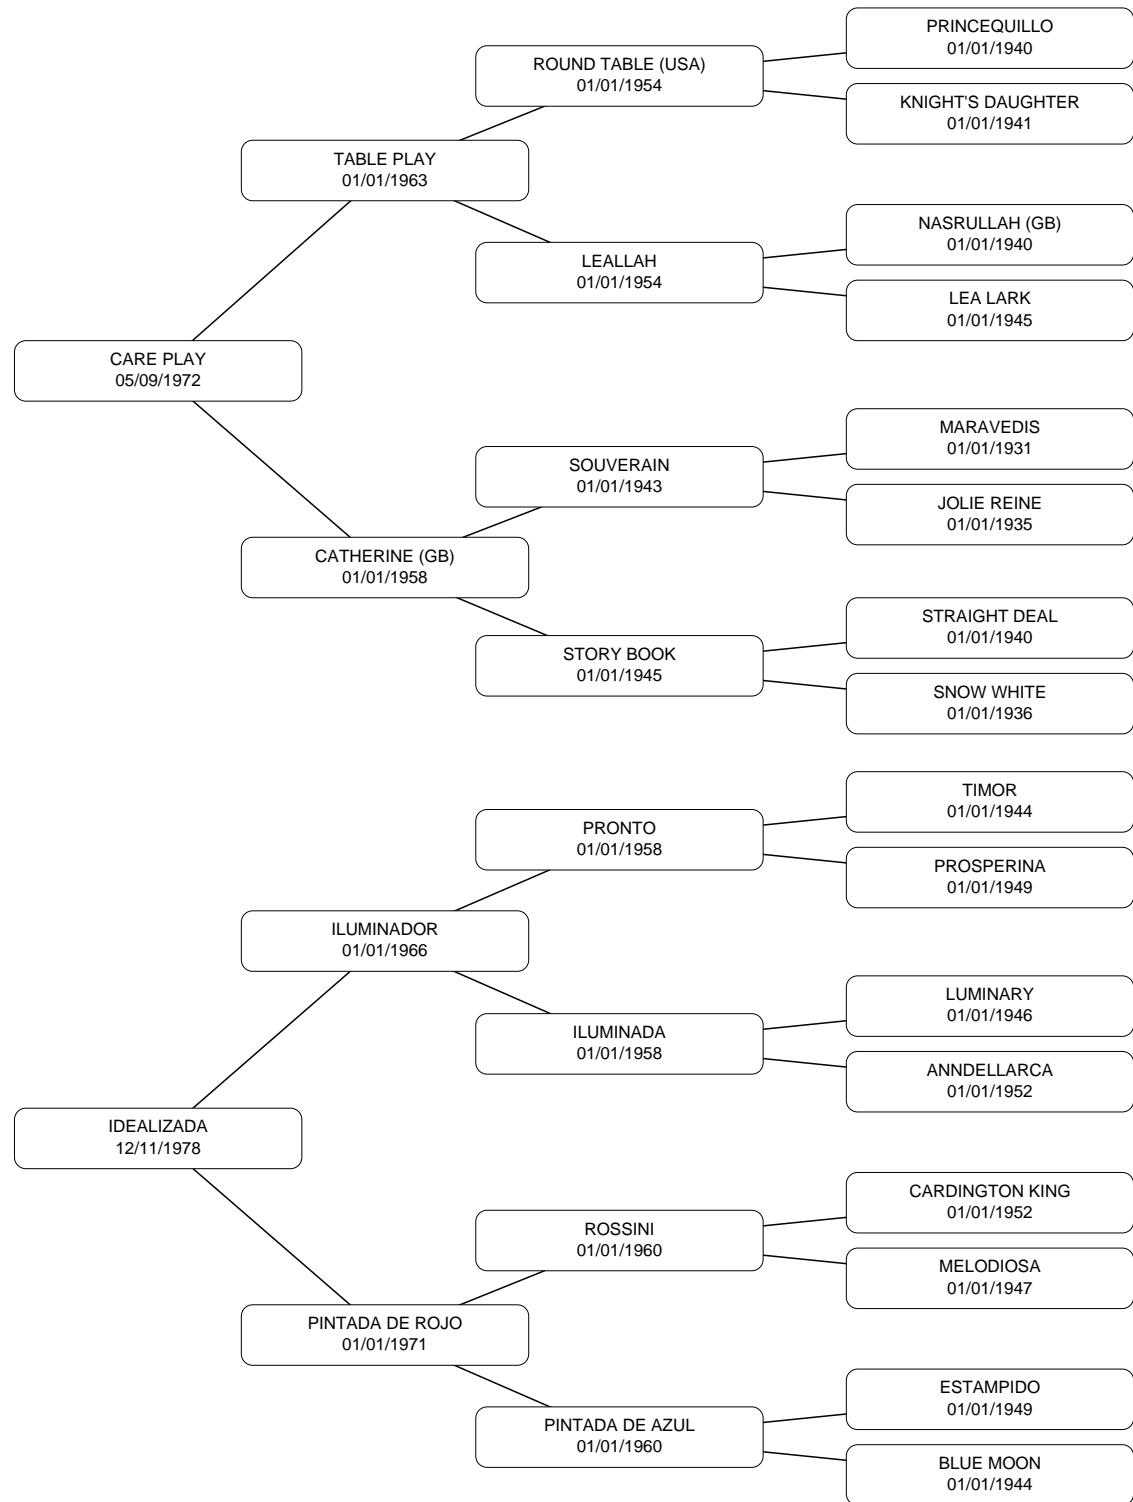 PRINCEQUILLO
01/01/1940
ROUND TABLE (USA)
01/01/1954
KNIGHT'S DAUGHTER
01/01/1941
TABLE PLAY
01/01/1963
NASRULLAH (GB)
01/01/1940
LEALLAH
01/01/1954
LEA LARK
01/01/1945
CARE PLAY
05/09/1972
MARAVEDIS
01/01/1931
SOUVERAIN
01/01/1943
JOLIE REINE
01/01/1935
CATHERINE (GB)
01/01/1958
STRAIGHT DEAL
01/01/1940
STORY BOOK
01/01/1945
SNOW WHITE
01/01/1936
TIMOR
01/01/1944
PRONTO
01/01/1958
PROSPERINA
01/01/1949
ILUMINADOR
01/01/1966
LUMINARY
01/01/1946
ILUMINADA
01/01/1958
ANNDELLARCA
01/01/1952
IDEALIZADA
12/11/1978
CARDINGTON KING
01/01/1952
ROSSINI
01/01/1960
MELODIOSA
01/01/1947
PINTADA DE ROJO
01/01/1971
ESTAMPIDO
01/01/1949
PINTADA DE AZUL
01/01/1960
BLUE MOON
01/01/1944